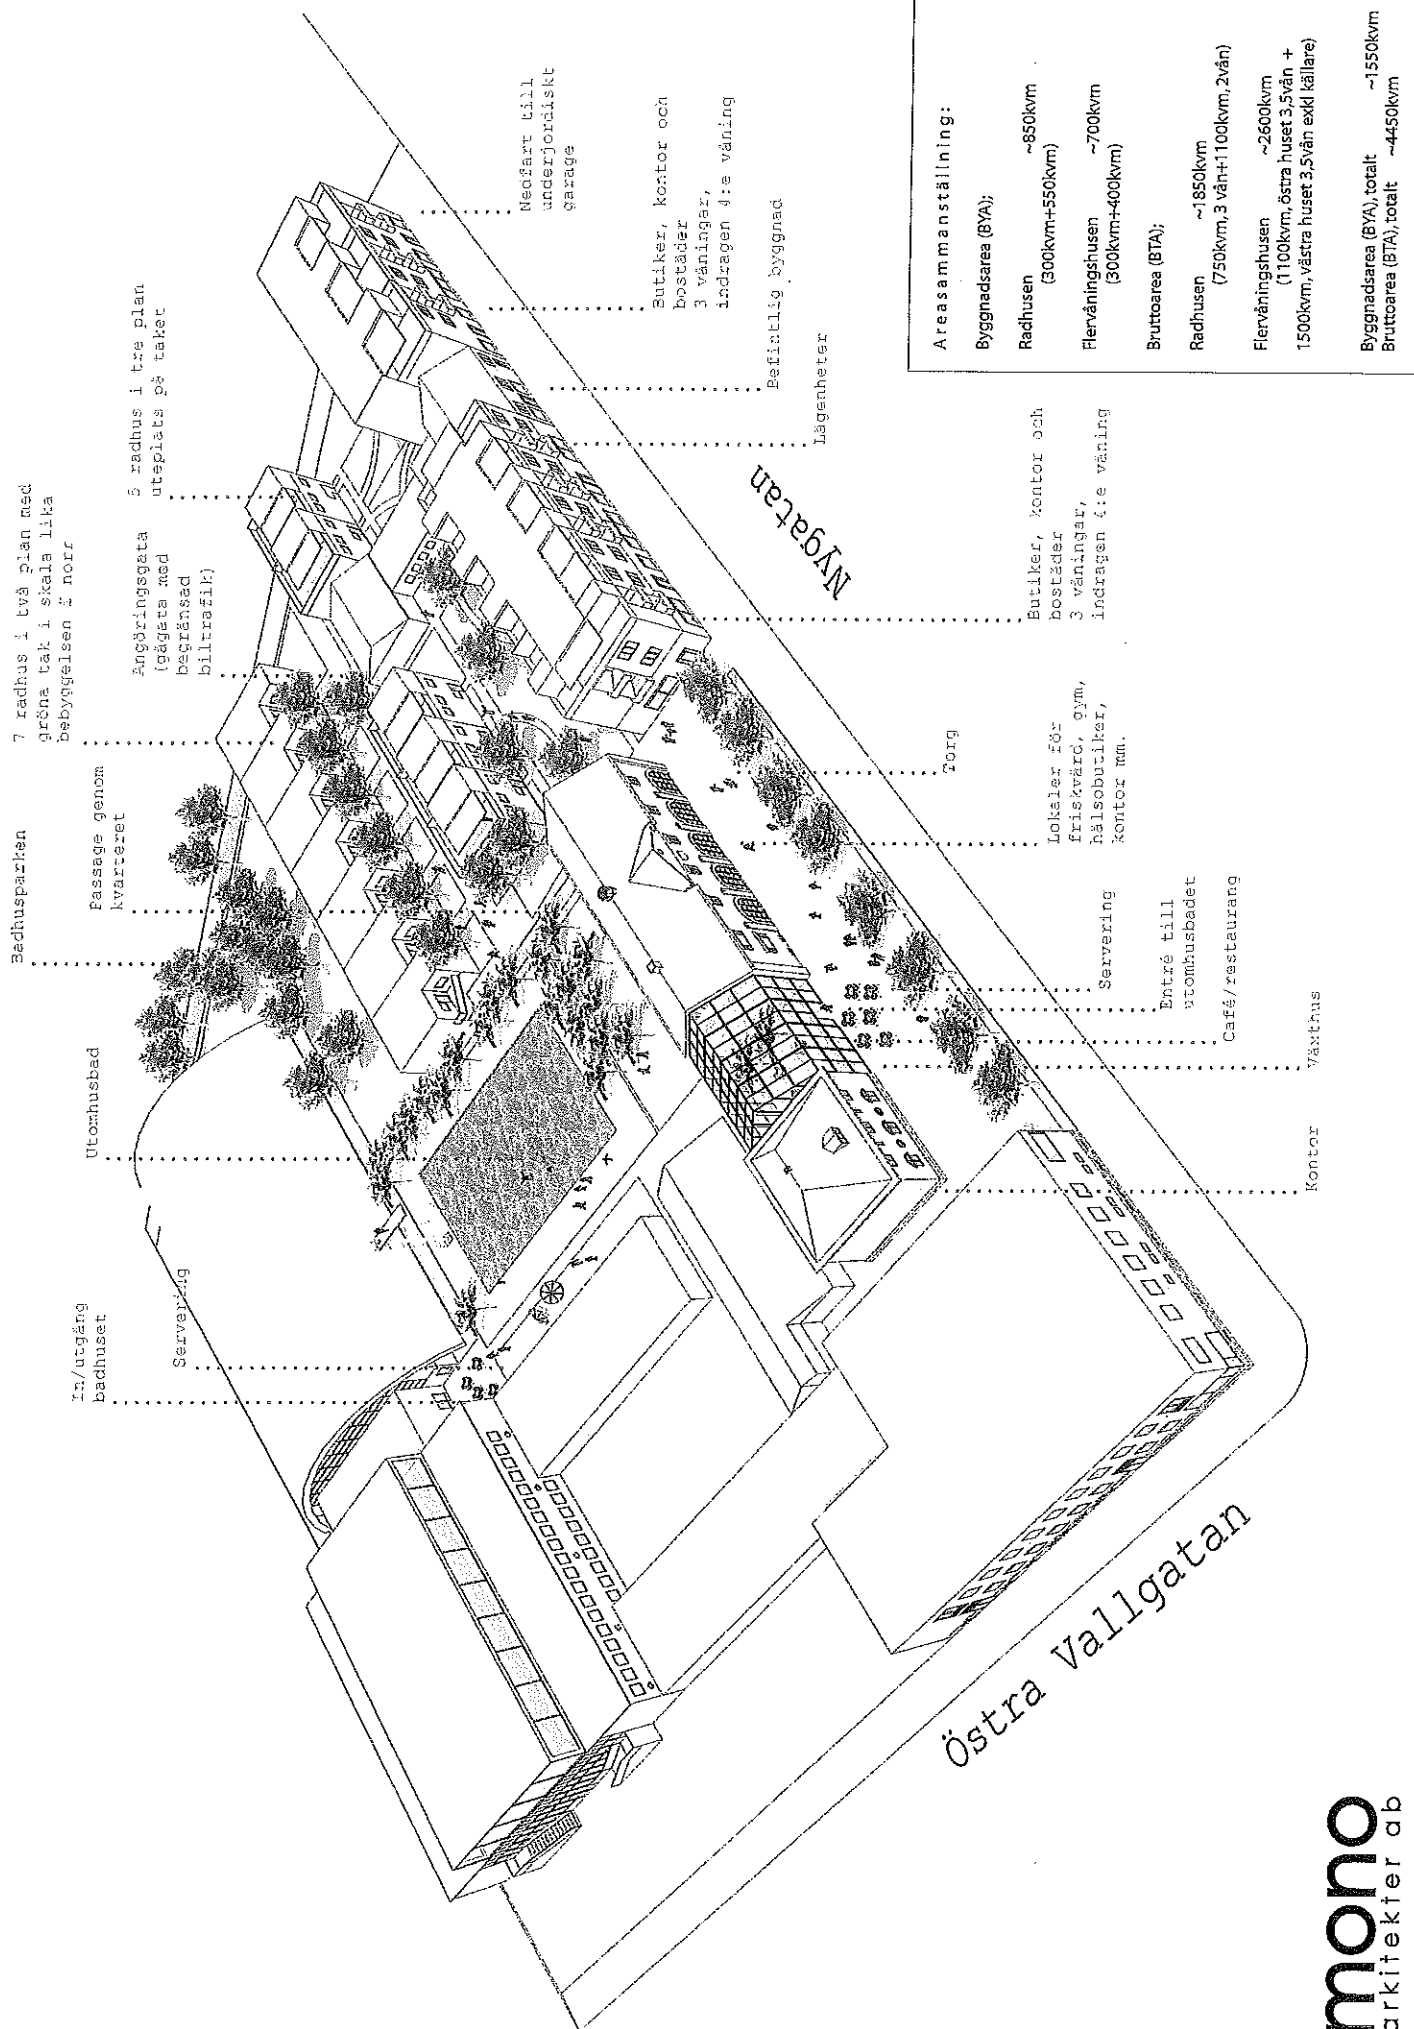 In/utgång
badhuset
Servering
Utomhusbad
Badhusparken
Passage genom
kvarteret
7 radhus i två plan med
gröna tak i skala lika
bebyggelsen i norr
Angöringsgata
(gågata med
begränsad
biltrafik)
5 radhus i tre plan
uteplats på taket
Nedfart till
underjordiskt
garage
Butiker, kontor och
bostäder
3 våningar,
indragen 4:e våning
Befintlig byggnad
Lägenheter
Nygatan
Butiker, kontor och
bostäder
3 våningar,
indragen 4:e våning
Torg
Lokaler för
friskvård, gym,
hälsobutiker,
kontor mm.
Servering
Entré till
utomhusbadet
Café/restaurang
Växthus
Kontor
Östra Vallgatan
Areasammanställning:
Byggnadsarea (BYA);
Radhusen ~850kvm
(300kvm+550kvm)
Flervåningshusen ~700kvm
(300kvm+400kvm)
Bruttoarea (BTA);
Radhusen ~1850kvm
(750kvm,3 vån+1100kvm, 2vån)
Flervåningshusen ~2600kvm
(1100kvm, östra huset 3,5vån +
1500kvm, västra huset 3,5vån exkl källare)
Byggnadsarea (BYA), totalt ~1550kvm
Bruttoarea (BTA), totalt ~4450kvm
mono
arkitekter ab